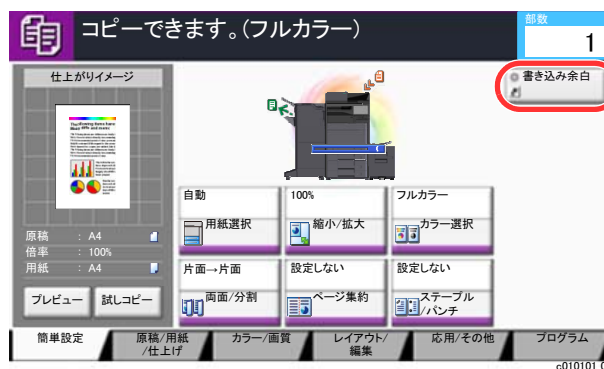 コピーできます。(フルカラー)
部数
1
仕上がりイメージ
書き込み余白
原稿 : A4
倍率 : 100%
用紙 : A4
プレビュー
試しコピー
自動
用紙選択
100%
縮小/拡大
フルカラー
カラー選択
片面→片面
両面/分割
設定しない
ページ集約
設定しない
ステープル
/パンチ
簡単設定
原稿/用紙
/仕上げ
カラー/画質
レイアウト/
編集
応用/その他
プログラム